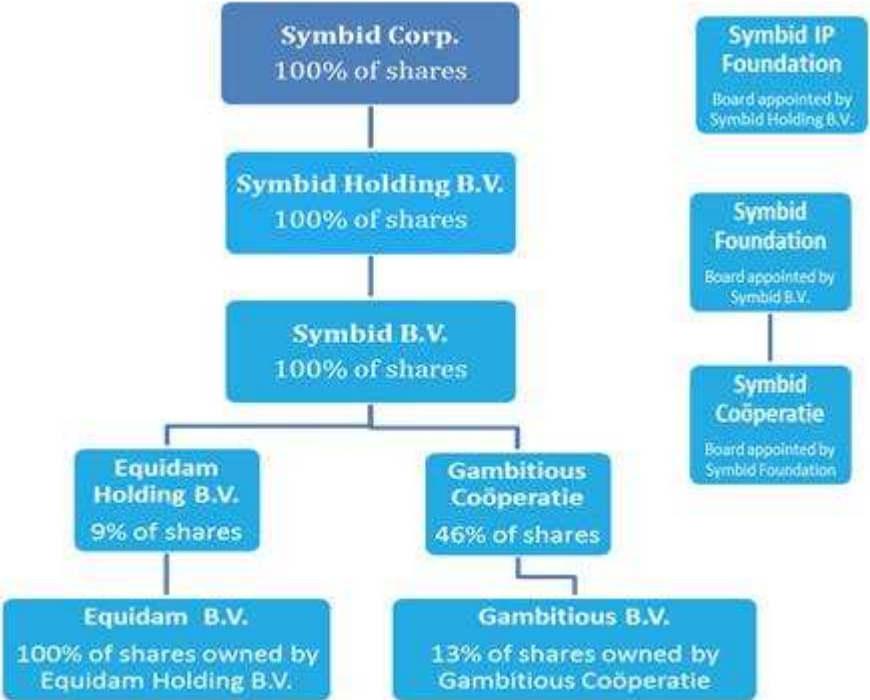 Symbid Corp.
100% of shares
Symbid Holding B.V.
100% of shares
Symbid B.V.
100% of shares
Equidam
Holding B.V.
9% of shares
Gambitious
Coöperatie
46% of shares
Equidam B.V.
100% of shares owned by
Equidam Holding B.V.
Gambitious B.V.
13% of shares owned by
Gambitious Coöperatie
Symbid IP
Foundation
Board appointed by
Symbid Holding B.V.
Symbid
Foundation
Board appointed by
Symbid B.V.
Symbid
Coöperatie
Board appointed by
Symbid Foundation